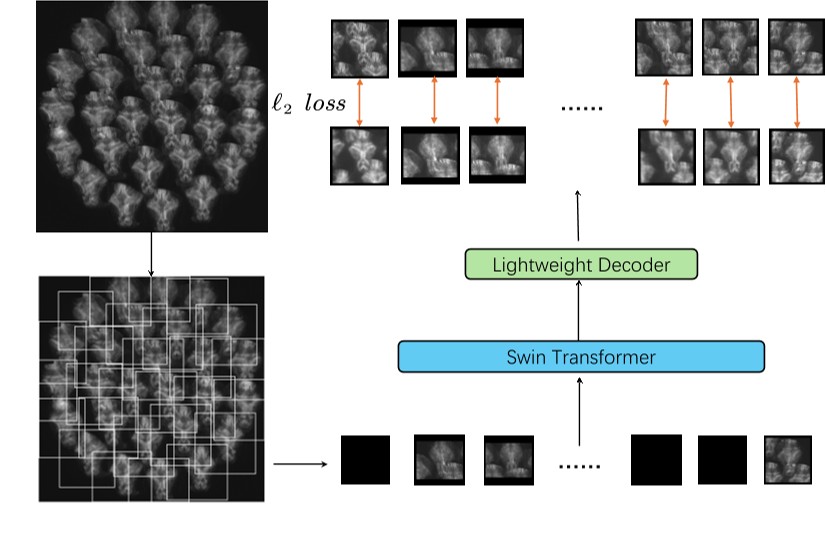 ℓ₂ loss
......
Lightweight Decoder
Swin Transformer
......